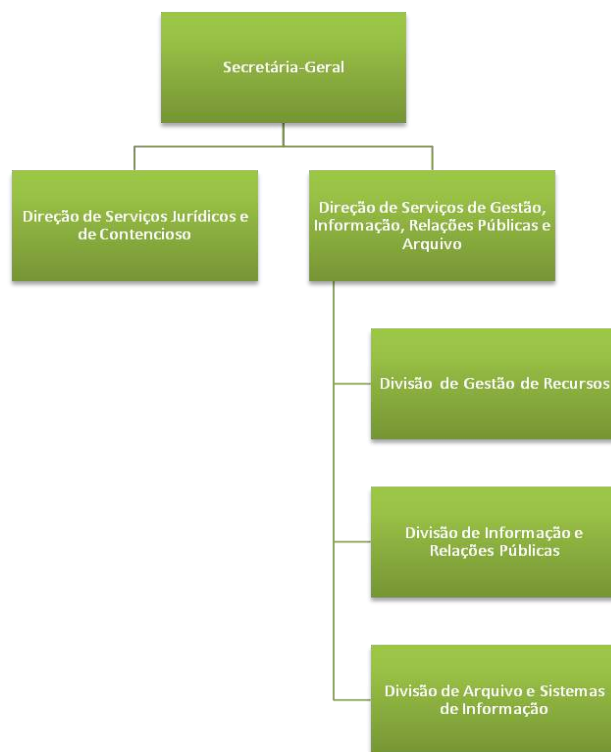 Secretária-Geral
Direção de Serviços Jurídicos e
de Contencioso
Direção de Serviços de Gestão,
Informação, Relações Públicas e
Arquivo
Divisão de Gestão de Recursos
Divisão de Informação e
Relações Públicas
Divisão de Arquivo e Sistemas
de Informação